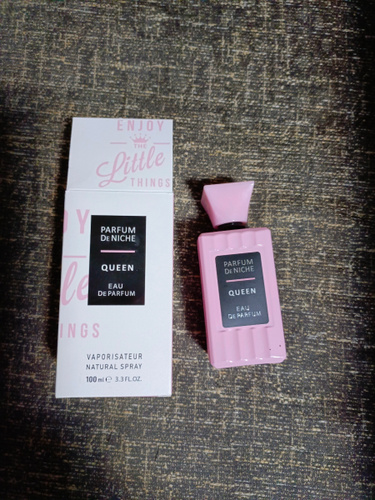 ENJOY
THE
Little
THINGS
PARFUM
DE NICHE
QUEEN
EAU
DE PARFUM
VAPORISATEUR
NATURAL SPRAY
100 ml ℮ 3.3 FL.OZ.
PARFUM
DE NICHE
QUEEN
EAU
DE PARFUM